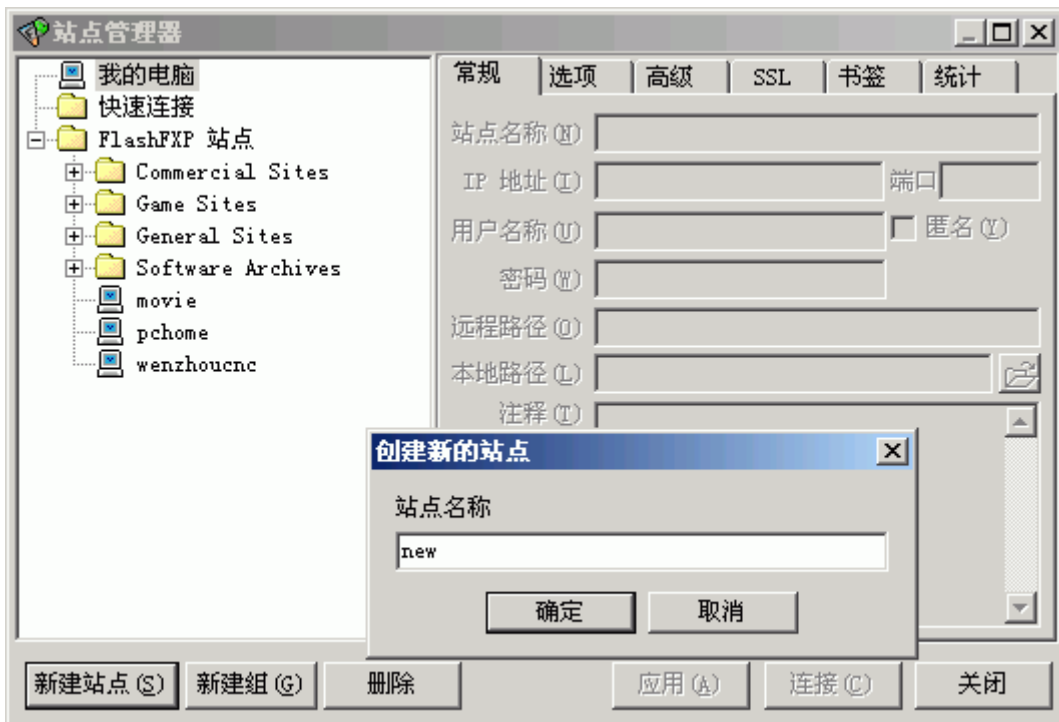 站点管理器
我的电脑
快速连接
FlashFXP 站点
Commercial Sites
Game Sites
General Sites
Software Archives
movie
pchome
wenzhoucnc
常规 选项 高级 SSL 书签 统计
站点名称(N)
IP 地址(I) 端口
用户名称(U) 匿名(Y)
密码(W)
远程路径(O)
本地路径(L)
注释(T)
创建新的站点
站点名称
new
确定 取消
新建站点(S) 新建组(G) 删除 应用(A) 连接(C) 关闭